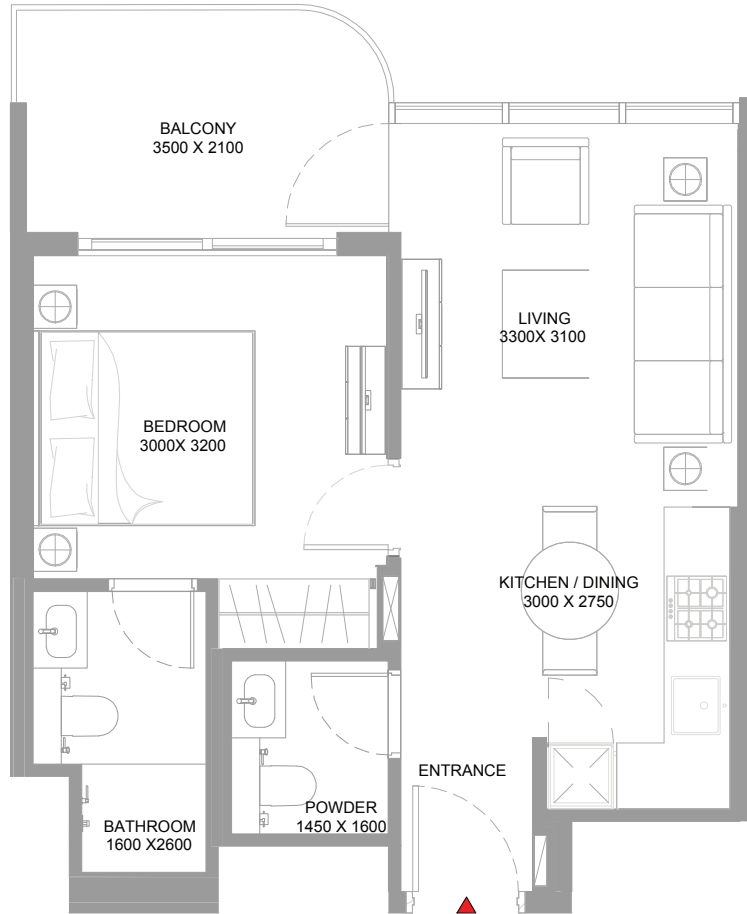 BALCONY
3500 X 2100
LIVING
3300X 3100
BEDROOM
3000X 3200
KITCHEN / DINING
3000 X 2750
ENTRANCE
POWDER
1450 X 1600
BATHROOM
1600 X2600